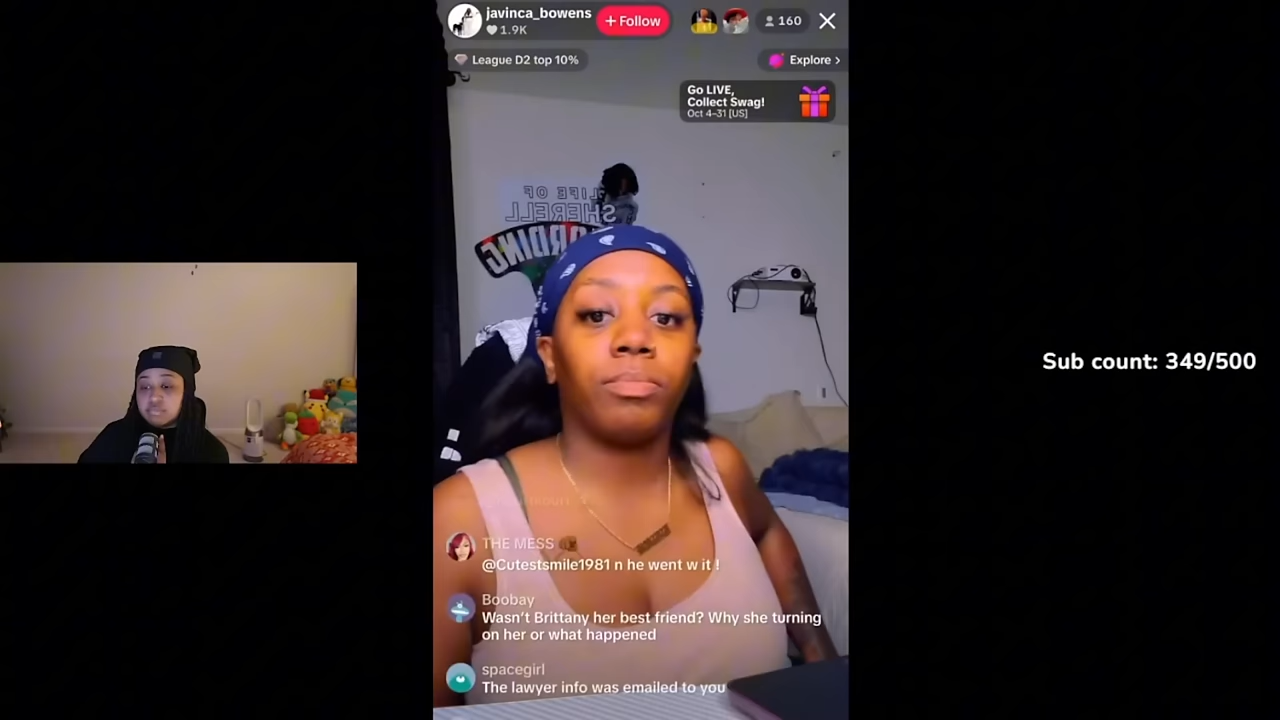 javinca_bowens
1.9K
+ Follow
160
League D2 top 10%
Explore >
Go LIVE,
Collect Swag!
Oct 4-31 [US]
LIFE OF
SHERELL
THE MESS
@Cutestsmile1981 n he went w it !
Boobay
Wasn't Brittany her best friend? Why she turning
on her or what happened
spacegirl
The lawyer info was emailed to you
Sub count: 349/500